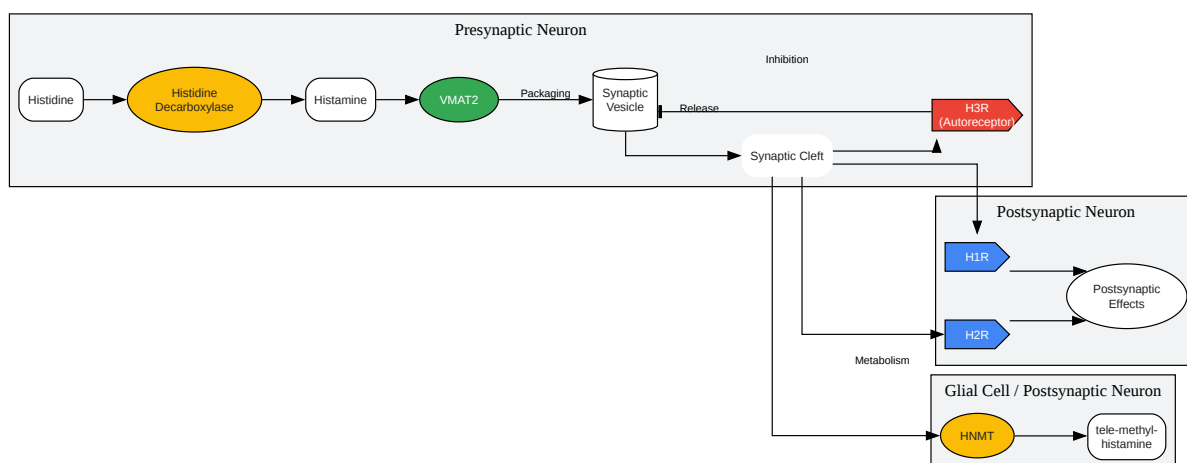 Presynaptic Neuron
Inhibition
Histidine
Histidine
Decarboxylase
Histamine
VMAT2
Packaging
Synaptic
Vesicle
Release
H3R
(Autoreceptor)
Synaptic Cleft
Postsynaptic Neuron
H1R
Postsynaptic
Effects
H2R
Metabolism
Glial Cell / Postsynaptic Neuron
HNMT
tele-methyl-
histamine